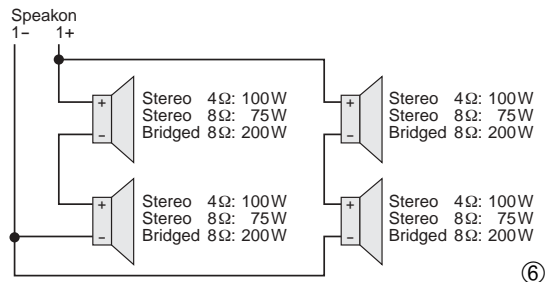 Speakon
1− 1+
+ Stereo 4Ω: 100W
Stereo 8Ω: 75W
− Bridged 8Ω: 200W
+ Stereo 4Ω: 100W
Stereo 8Ω: 75W
− Bridged 8Ω: 200W
+ Stereo 4Ω: 100W
Stereo 8Ω: 75W
− Bridged 8Ω: 200W
+ Stereo 4Ω: 100W
Stereo 8Ω: 75W
− Bridged 8Ω: 200W
⑥